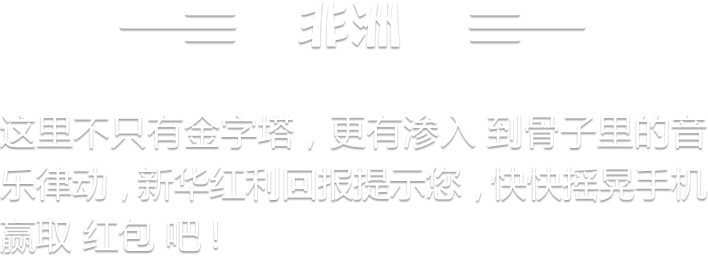 非洲
这里不只有金字塔，更有渗入 到骨子里的音
乐律动，新华红利回报提示您，快快摇晃手机
赢取 红包 吧！